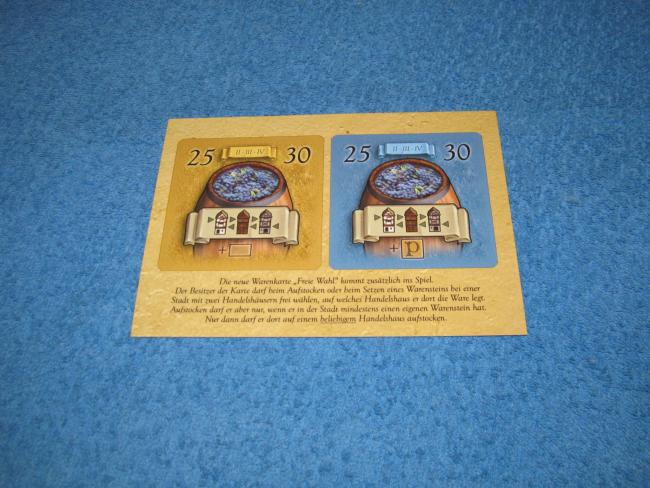 25 II-III-IV 30
25 II-III-IV 30
+
+ P
Die neue Warenkarte „Freie Wahl" kommt zusätzlich ins Spiel.
Der Besitzer der Karte darf beim Aufstocken oder beim Setzen eines Warensteins bei einer
Stadt mit zwei Handelshäusern frei wählen, auf welches Handelshaus er dort die Ware legt.
Aufstocken darf er aber nur, wenn er in der Stadt mindestens einen eigenen Warenstein hat.
Nur dann darf er dort auf einem beliebigem Handelshaus aufstocken.